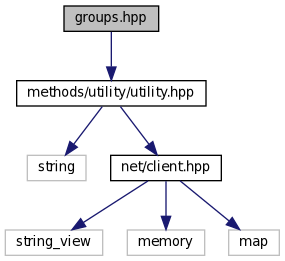 groups.hpp
methods/utility/utility.hpp
string
net/client.hpp
string_view
memory
map